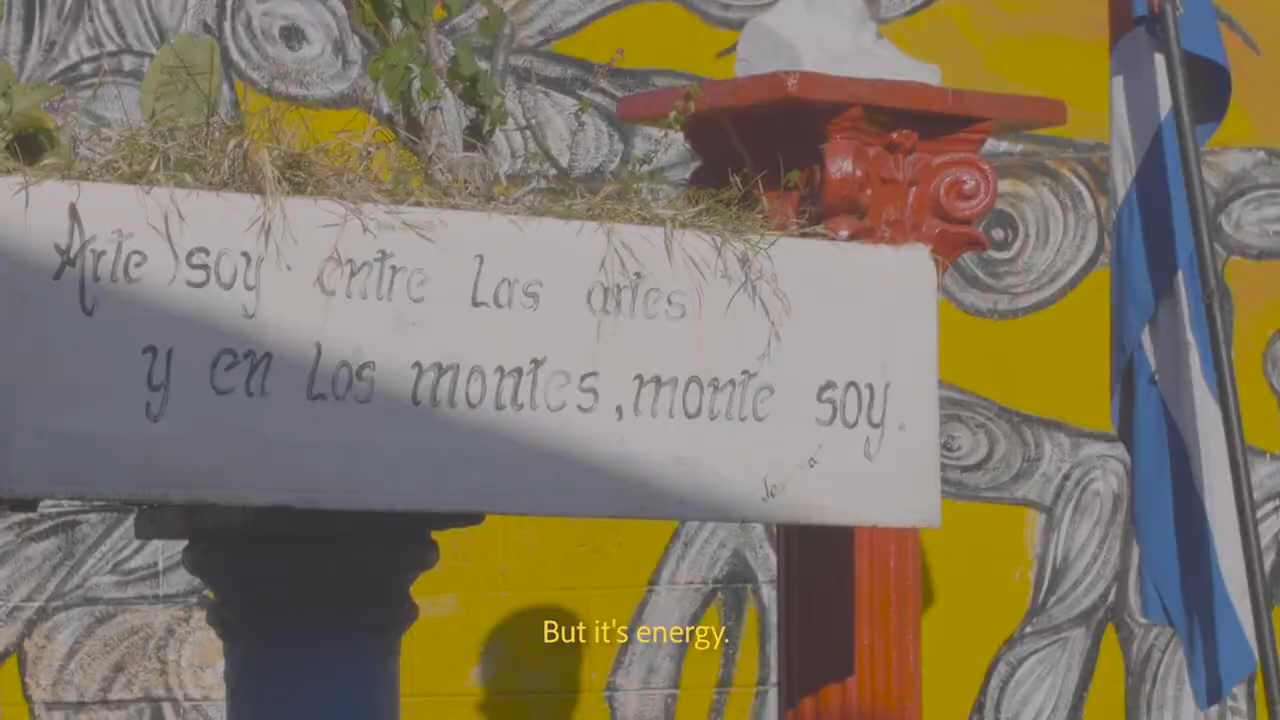 Arte soy entre Las artes
y en Los montes, monte soy.
But it's energy.